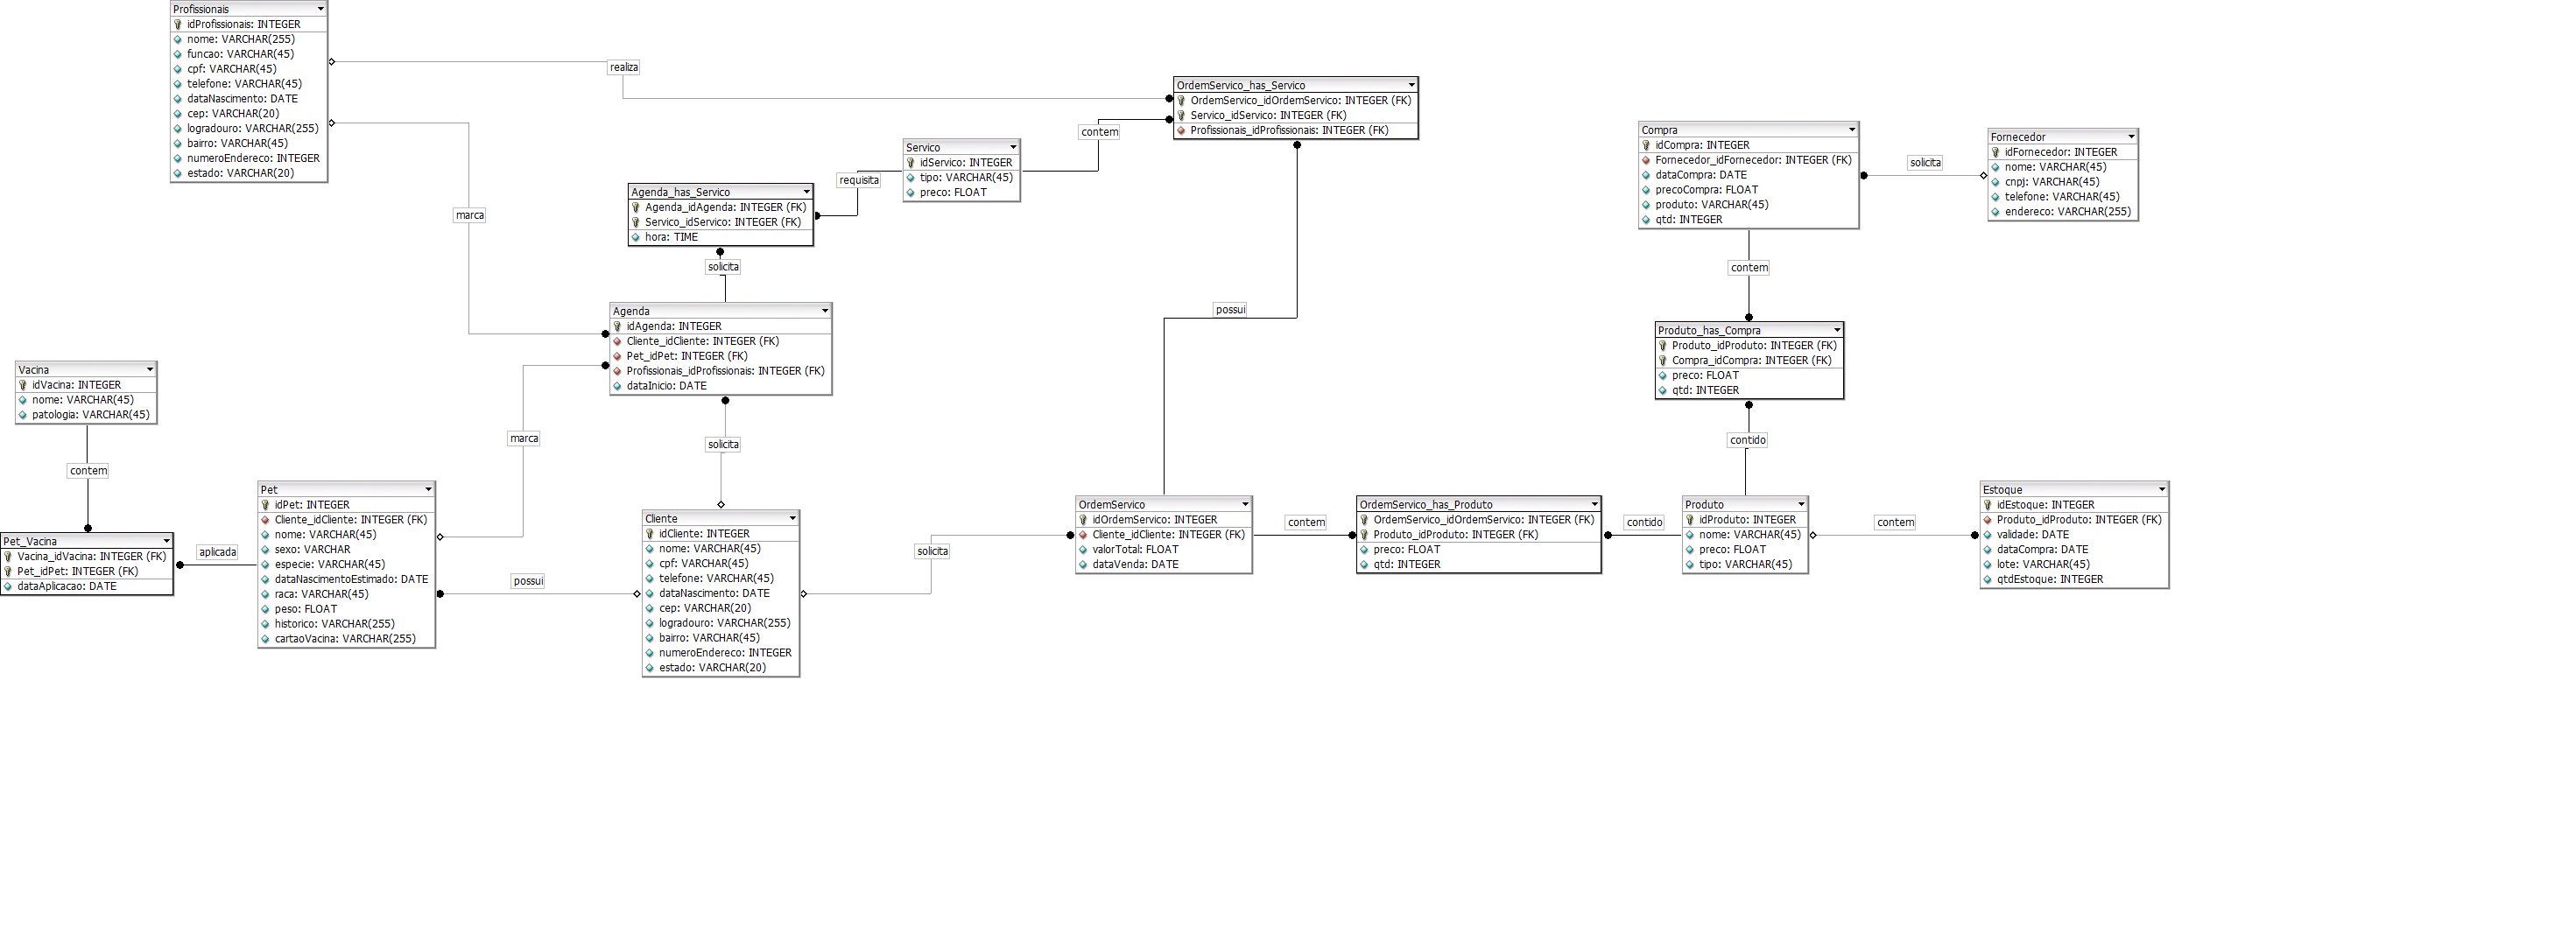 Profissionais
idProfissionais: INTEGER
nome: VARCHAR(255)
funcao: VARCHAR(45)
cpf: VARCHAR(45)
telefone: VARCHAR(45)
dataNascimento: DATE
cep: VARCHAR(20)
logradouro: VARCHAR(255)
bairro: VARCHAR(45)
numeroEndereco: INTEGER
estado: VARCHAR(20)
realiza
marca
OrdemServico_has_Servico
OrdemServico_idOrdemServico: INTEGER (FK)
Servico_idServico: INTEGER (FK)
Profissionais_idProfissionais: INTEGER (FK)
contem
Servico
idServico: INTEGER
tipo: VARCHAR(45)
preco: FLOAT
requisita
Agenda_has_Servico
Agenda_idAgenda: INTEGER (FK)
Servico_idServico: INTEGER (FK)
hora: TIME
solicita
Agenda
idAgenda: INTEGER
Cliente_idCliente: INTEGER (FK)
Pet_idPet: INTEGER (FK)
Profissionais_idProfissionais: INTEGER (FK)
dataInicio: DATE
possui
Compra
idCompra: INTEGER
Fornecedor_idFornecedor: INTEGER (FK)
dataCompra: DATE
precoCompra: FLOAT
produto: VARCHAR(45)
qtd: INTEGER
solicita
Fornecedor
idFornecedor: INTEGER
nome: VARCHAR(45)
cnpj: VARCHAR(45)
telefone: VARCHAR(45)
endereco: VARCHAR(255)
contem
Produto_has_Compra
Produto_idProduto: INTEGER (FK)
Compra_idCompra: INTEGER (FK)
preco: FLOAT
qtd: INTEGER
contido
Vacina
idVacina: INTEGER
nome: VARCHAR(45)
patologia: VARCHAR(45)
contem
marca
solicita
Pet_Vacina
Vacina_idVacina: INTEGER (FK)
Pet_idPet: INTEGER (FK)
dataAplicacao: DATE
aplicada
Pet
idPet: INTEGER
Cliente_idCliente: INTEGER (FK)
nome: VARCHAR(45)
sexo: VARCHAR
especie: VARCHAR(45)
dataNascimentoEstimado: DATE
raca: VARCHAR(45)
peso: FLOAT
historico: VARCHAR(255)
cartaoVacina: VARCHAR(255)
possui
Cliente
idCliente: INTEGER
nome: VARCHAR(45)
cpf: VARCHAR(45)
telefone: VARCHAR(45)
dataNascimento: DATE
cep: VARCHAR(20)
logradouro: VARCHAR(255)
bairro: VARCHAR(45)
numeroEndereco: INTEGER
estado: VARCHAR(20)
solicita
OrdemServico
idOrdemServico: INTEGER
Cliente_idCliente: INTEGER (FK)
valorTotal: FLOAT
dataVenda: DATE
contem
OrdemServico_has_Produto
OrdemServico_idOrdemServico: INTEGER (FK)
Produto_idProduto: INTEGER (FK)
preco: FLOAT
qtd: INTEGER
contido
Produto
idProduto: INTEGER
nome: VARCHAR(45)
preco: FLOAT
tipo: VARCHAR(45)
contem
Estoque
idEstoque: INTEGER
Produto_idProduto: INTEGER (FK)
validade: DATE
dataCompra: DATE
lote: VARCHAR(45)
qtdEstoque: INTEGER